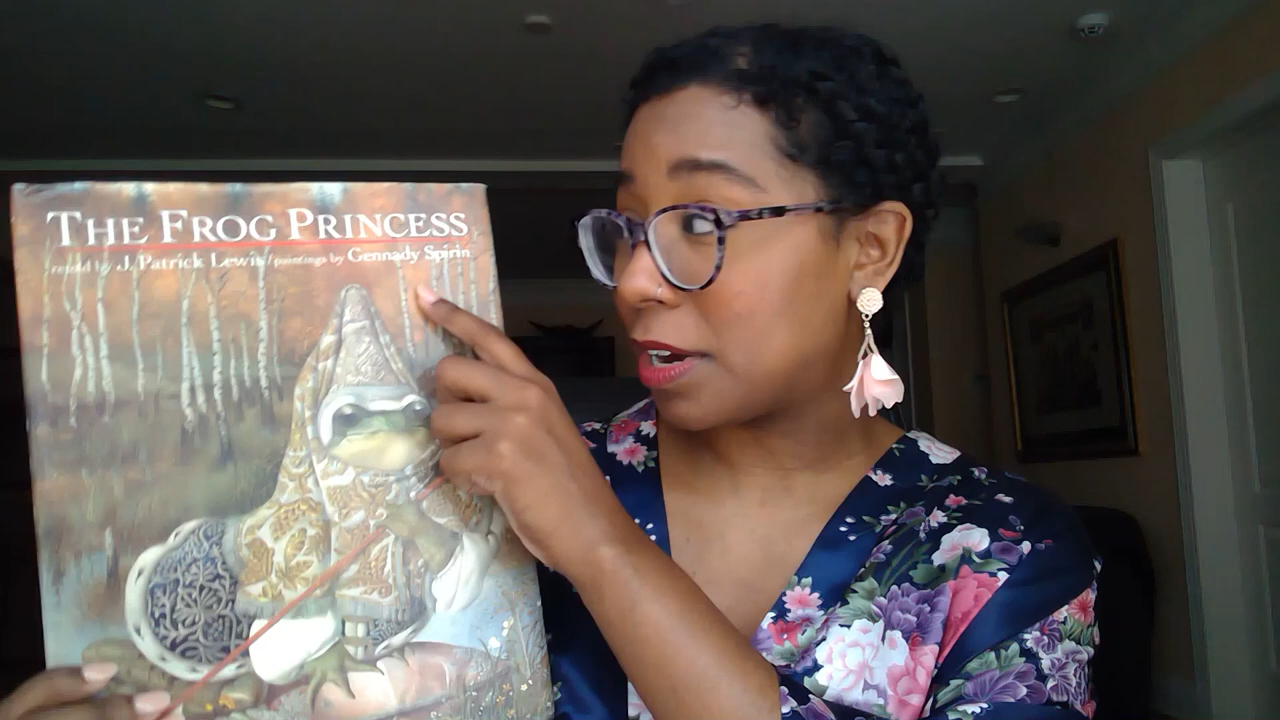 THE FROG PRINCESS
retold by J. Patrick Lewis / paintings by Gennady Spirin